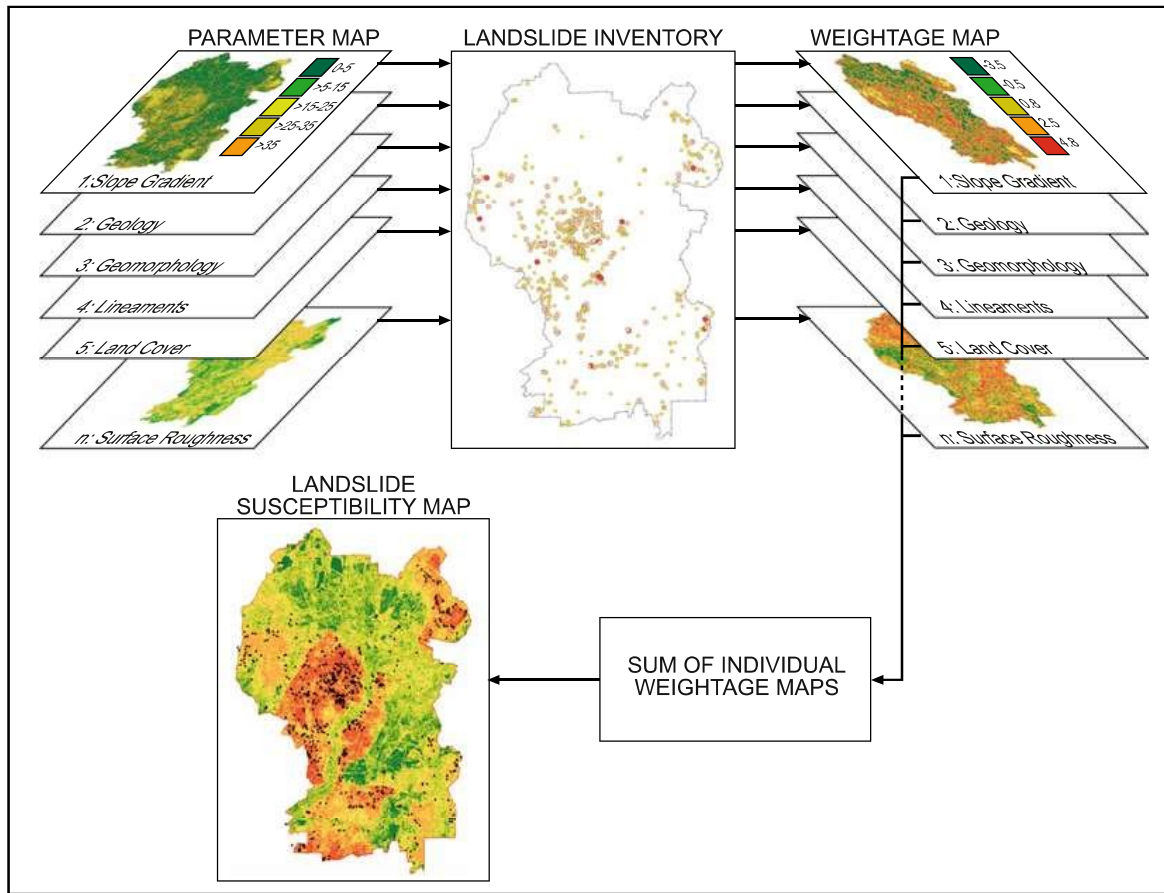 PARAMETER MAP
0-5
>5-15
>15-25
>25-35
>35
1:Slope Gradient
2: Geology
3: Geomorphology
4: Lineaments
5: Land Cover
n: Surface Roughness
LANDSLIDE INVENTORY
WEIGHTAGE MAP
-3.5
-0.5
0.8
2.5
4.8
1:Slope Gradient
2: Geology
3: Geomorphology
4: Lineaments
5: Land Cover
n: Surface Roughness
LANDSLIDE
SUSCEPTIBILITY MAP
SUM OF INDIVIDUAL
WEIGHTAGE MAPS